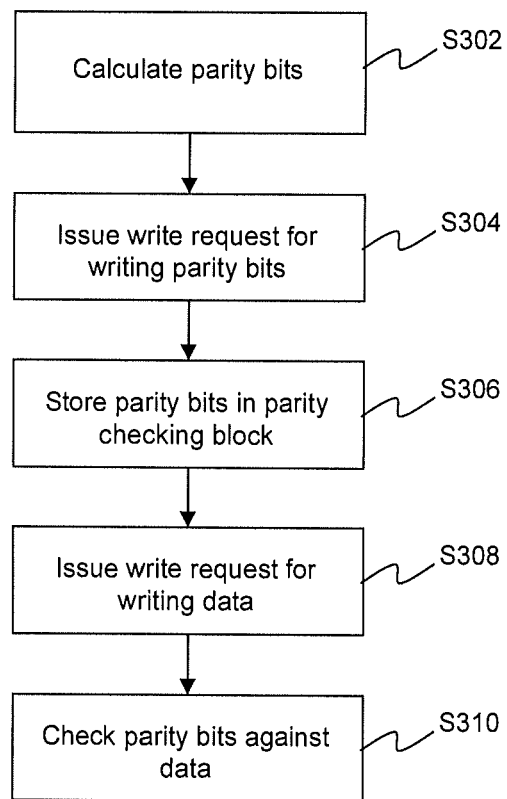 Calculate parity bits
S302
Issue write request for
writing parity bits
S304
Store parity bits in parity
checking block
S306
Issue write request for
writing data
S308
Check parity bits against
data
S310